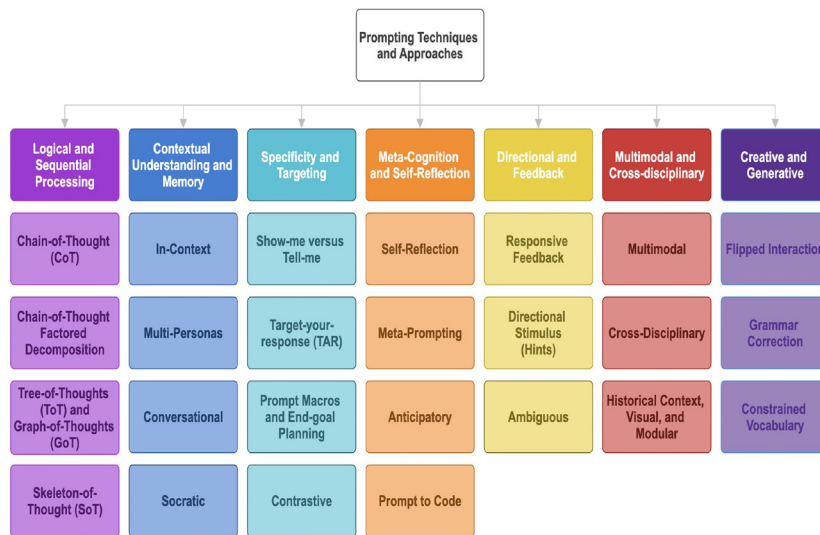 Prompting Techniques
and Approaches
Logical and
Sequential
Processing
Contextual
Understanding and
Memory
Specificity and
Targeting
Meta-Cognition
and Self-Reflection
Directional and
Feedback
Multimodal and
Cross-disciplinary
Creative and
Generative
Chain-of-Thought
(CoT)
In-Context
Show-me versus
Tell-me
Self-Reflection
Responsive
Feedback
Multimodal
Flipped Interaction
Chain-of-Thought
Factored
Decomposition
Multi-Personas
Target-your-
response (TAR)
Meta-Prompting
Directional
Stimulus
(Hints)
Cross-Disciplinary
Grammar
Correction
Tree-of-Thoughts
(ToT) and
Graph-of-Thoughts
(GoT)
Conversational
Prompt Macros
and End-goal
Planning
Anticipatory
Ambiguous
Historical Context,
Visual, and
Modular
Constrained
Vocabulary
Skeleton-of-
Thought (SoT)
Socratic
Contrastive
Prompt to Code